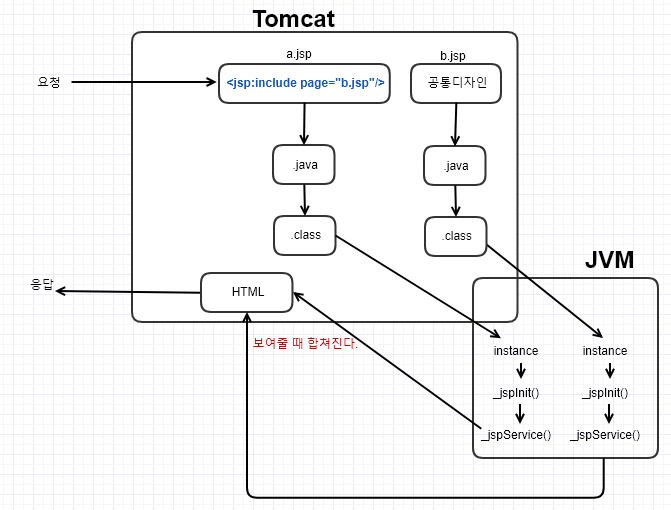 Tomcat
a.jsp
b.jsp
요청
<jsp:include page="b.jsp"/>
공통디자인
.java
.java
.class
.class
JVM
응답
HTML
보여줄 때 합쳐진다.
instance
instance
_jspInit()
_jspInit()
_jspService()
_jspService()